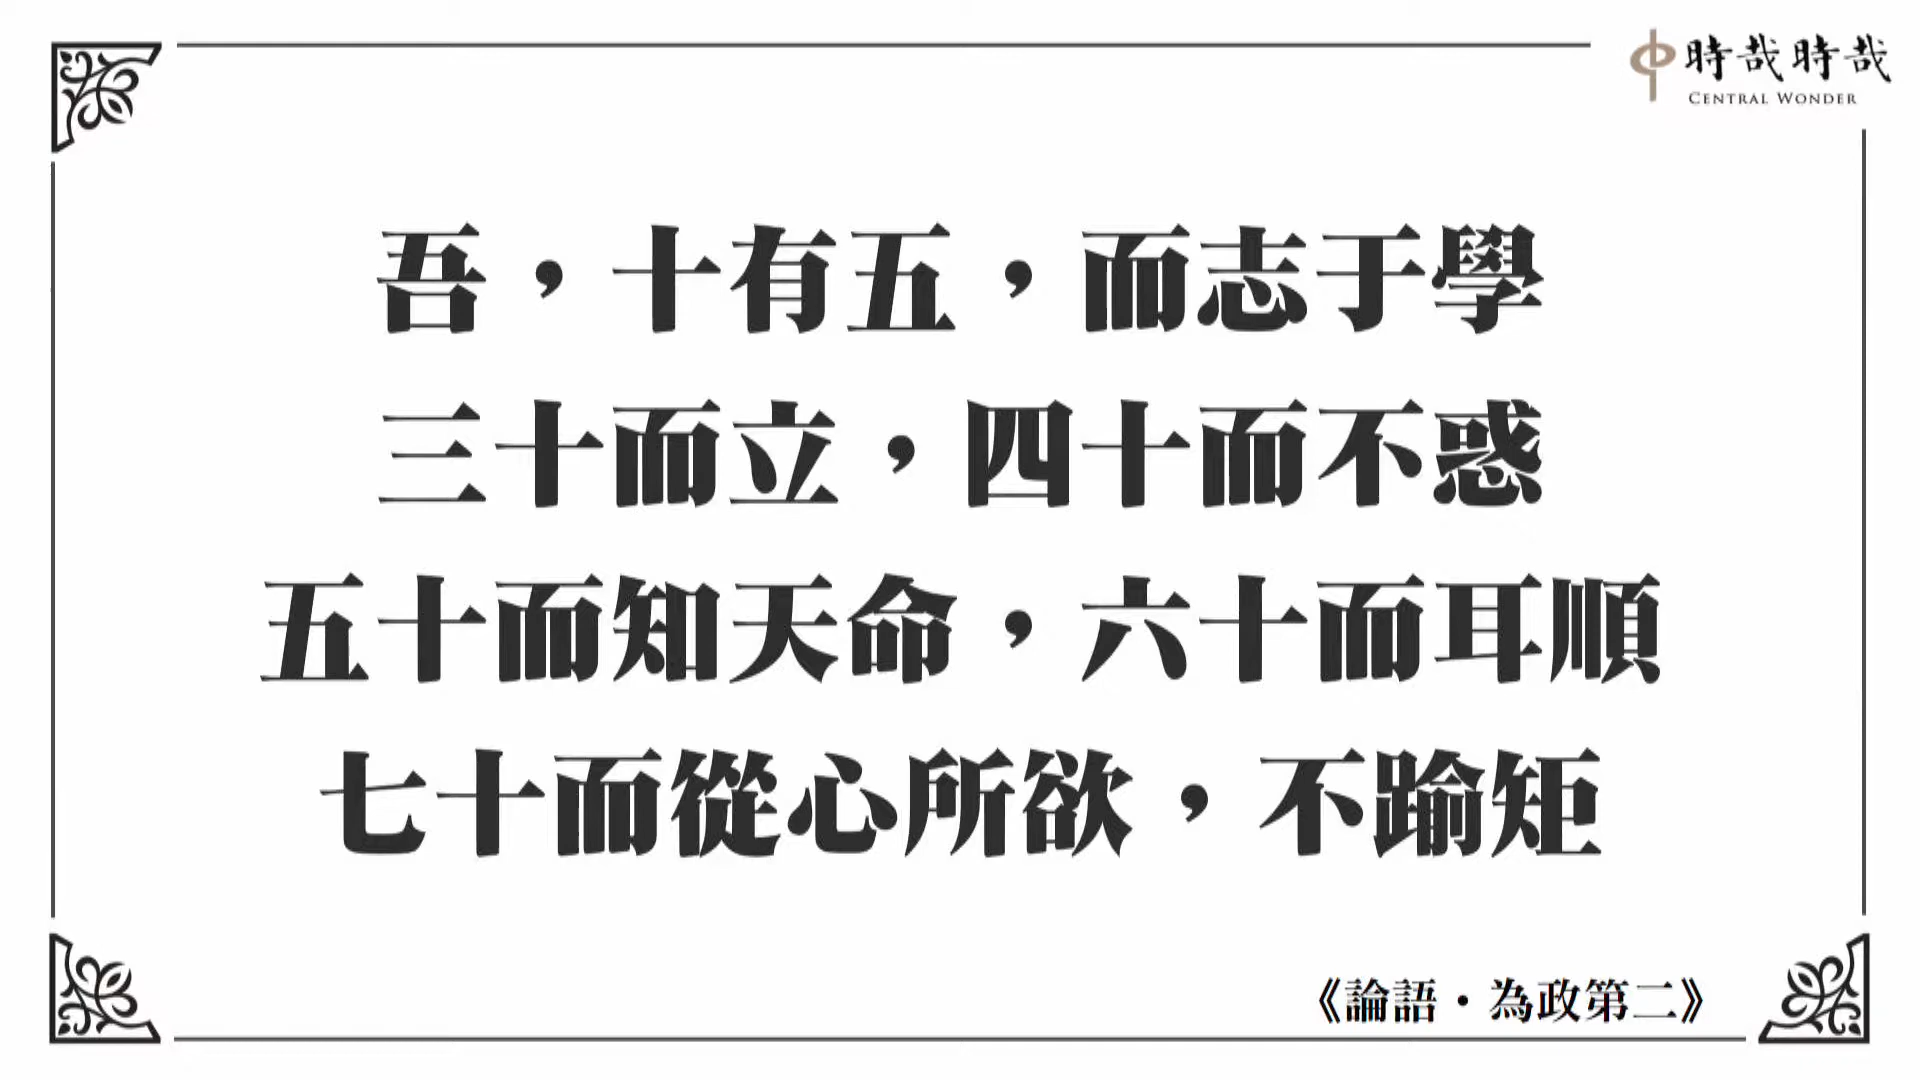 時哉時哉
CENTRAL WONDER
吾，十有五，而志于學
三十而立，四十而不惑
五十而知天命，六十而耳順
七十而從心所欲，不踰矩
《論語·為政第二》